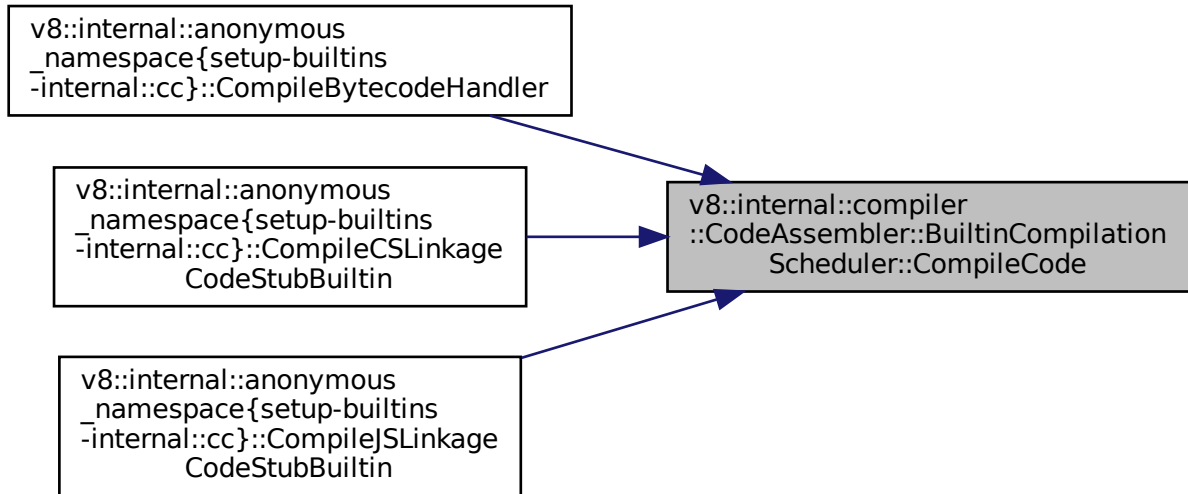 v8::internal::anonymous
_namespace{setup-builtins
-internal::cc}::CompileBytecodeHandler
v8::internal::anonymous
_namespace{setup-builtins
-internal::cc}::CompileCSLinkage
CodeStubBuiltin
v8::internal::anonymous
_namespace{setup-builtins
-internal::cc}::CompileJSLinkage
CodeStubBuiltin
v8::internal::compiler
::CodeAssembler::BuiltinCompilation
Scheduler::CompileCode